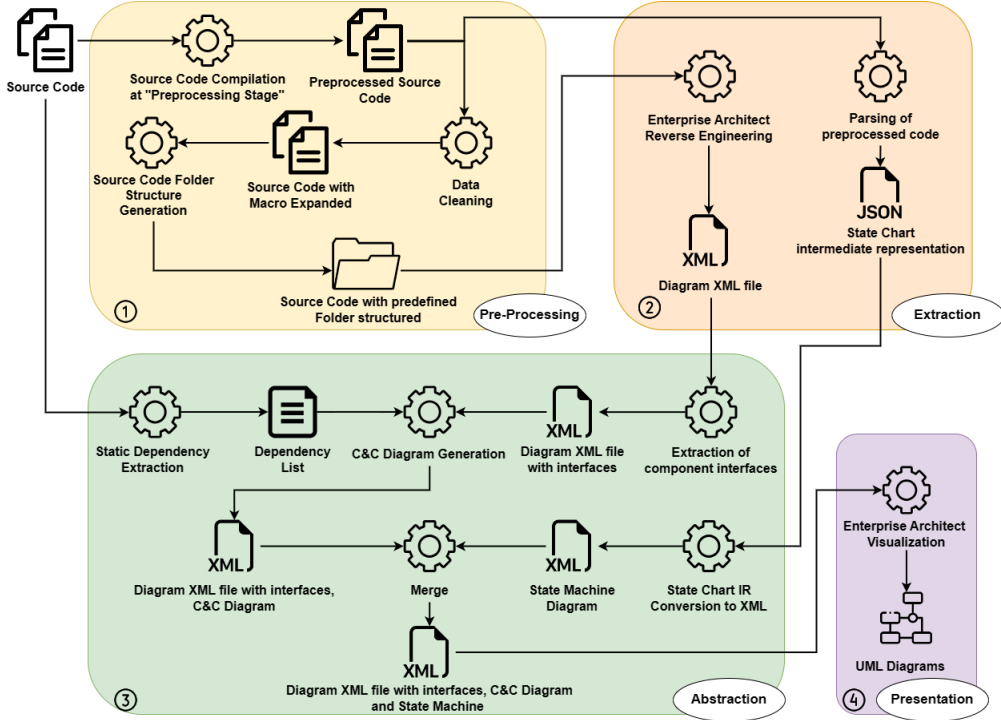 Source Code
Source Code Compilation
at "Preprocessing Stage"
Preprocessed Source
Code
Source Code Folder
Structure
Generation
Source Code with
Macro Expanded
Data
Cleaning
Source Code with predefined
Folder structured
1
Pre-Processing
Enterprise Architect
Reverse Engineering
Parsing of
preprocessed code
JSON
State Chart
intermediate representation
XML
Diagram XML file
2
Extraction
Static Dependency
Extraction
Dependency
List
C&C Diagram Generation
XML
Diagram XML file
with interfaces
Extraction of
component interfaces
XML
Diagram XML file with interfaces,
C&C Diagram
Merge
XML
State Machine
Diagram
State Chart IR
Conversion to XML
XML
Diagram XML file with interfaces, C&C Diagram
and State Machine
3
Abstraction
Enterprise Architect
Visualization
UML Diagrams
4
Presentation